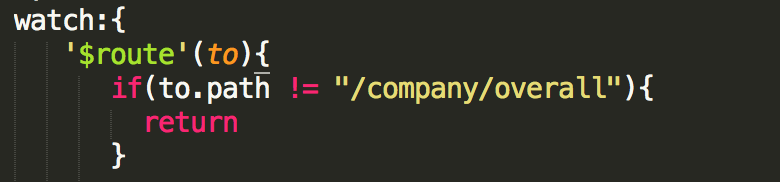 watch:{
'$route'(to){
if(to.path != "/company/overall"){
return
}